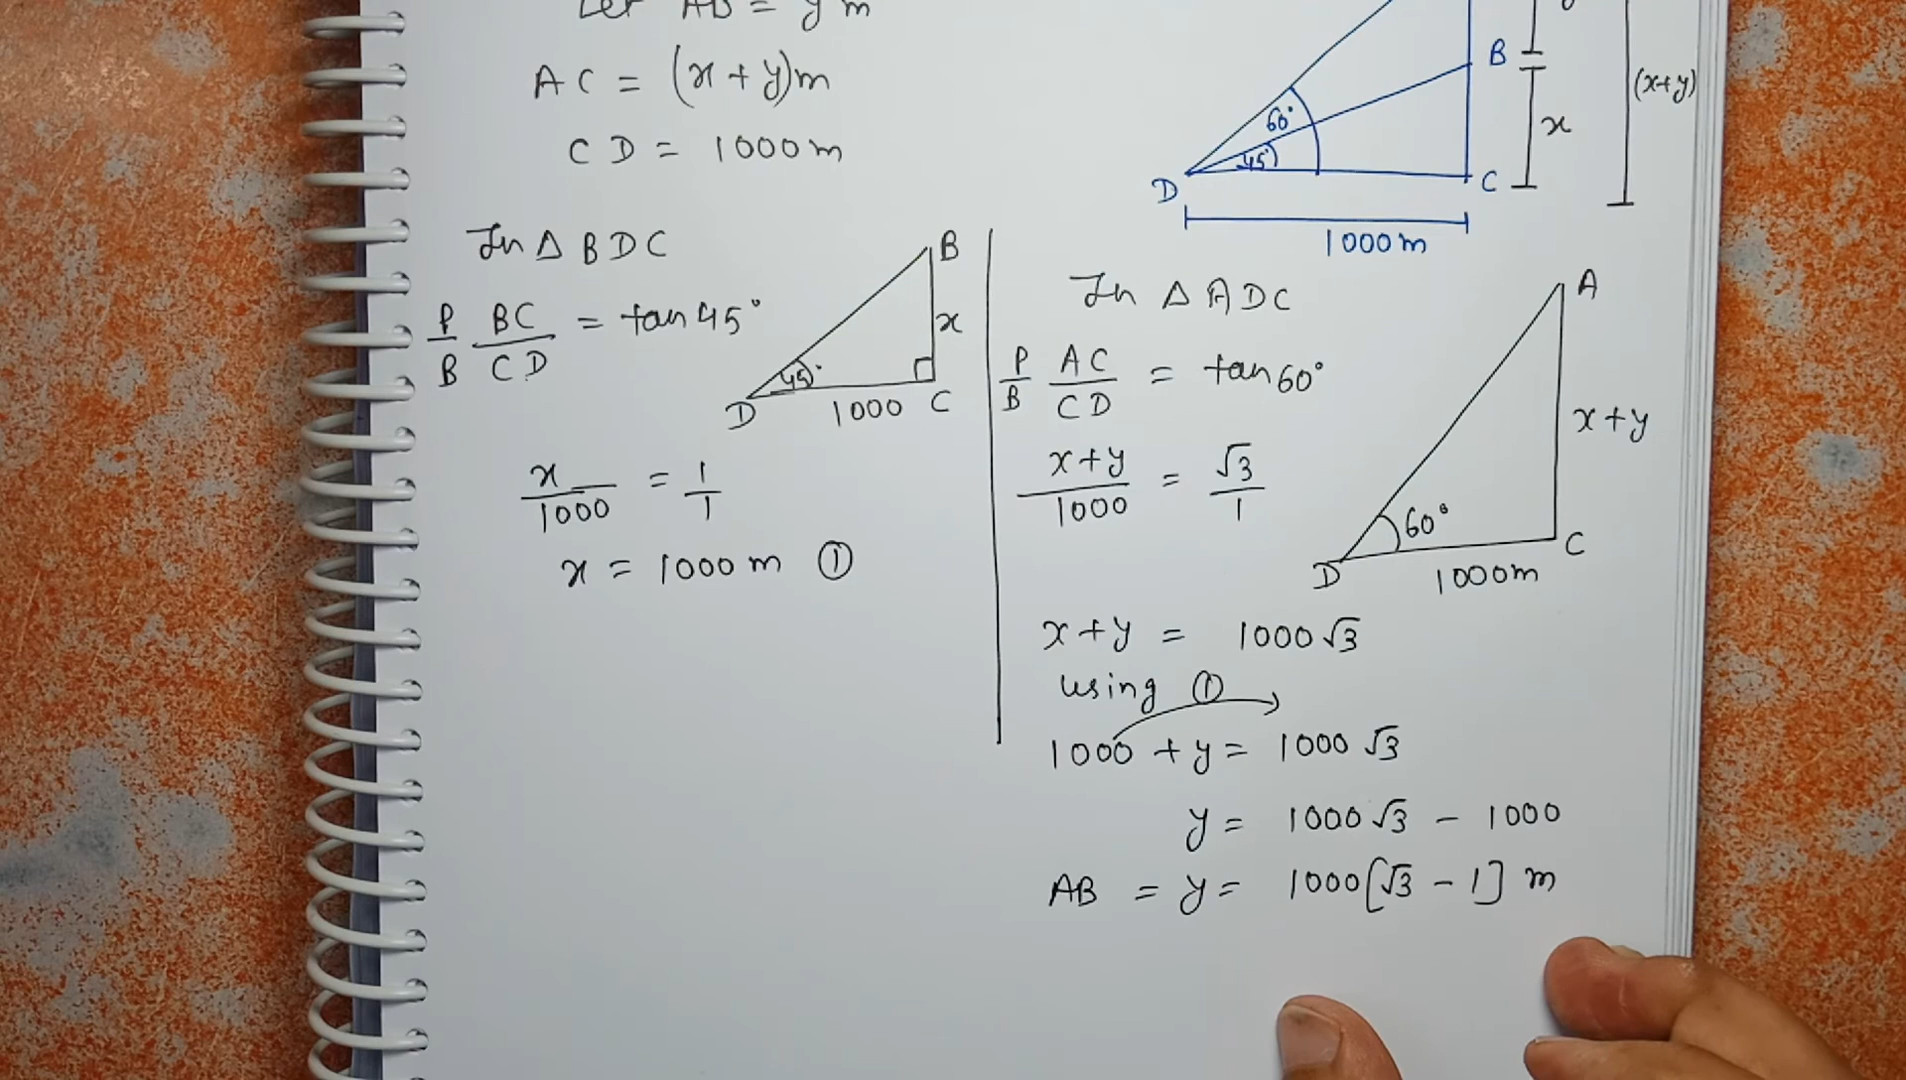 Let AB = y m
AC = (x + y)m
CD = 1000 m
B
x
(x+y)
60°
45°
D
C
1000 m
In Δ BDC
P/B BC/CD = tan 45°
B
x
45°
D
1000
C
x/1000 = 1/1
x = 1000 m ①
In Δ ADC
P/B AC/CD = tan 60°
A
x+y
60°
D
C
1000m
x+y/1000 = √3/1
x + y = 1000 √3
using ①
1000 + y = 1000 √3
y = 1000 √3 - 1000
AB = y = 1000 [√3 - 1] m